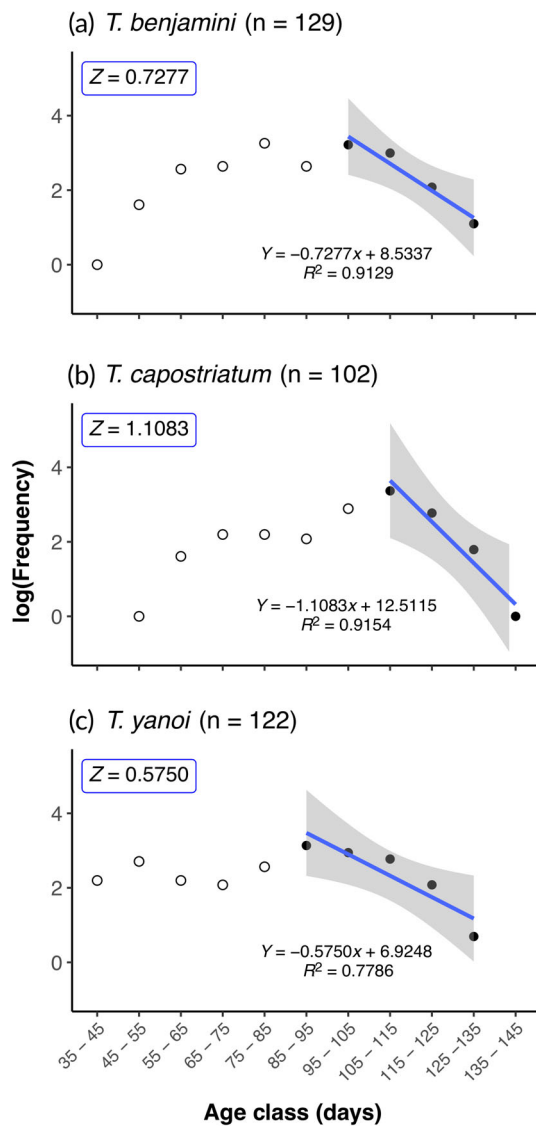 (a) T. benjamini (n = 129)
Z = 0.7277
4
2
0
Y = −0.7277x + 8.5337
R² = 0.9129
(b) T. capostriatum (n = 102)
Z = 1.1083
4
2
0
Y = −1.1083x + 12.5115
R² = 0.9154
log(Frequency)
(c) T. yanoi (n = 122)
Z = 0.5750
4
2
0
Y = −0.5750x + 6.9248
R² = 0.7786
35 – 45
45 – 55
55 – 65
65 – 75
75 – 85
85 – 95
95 – 105
105 – 115
115 – 125
125 –135
135 – 145
Age class (days)